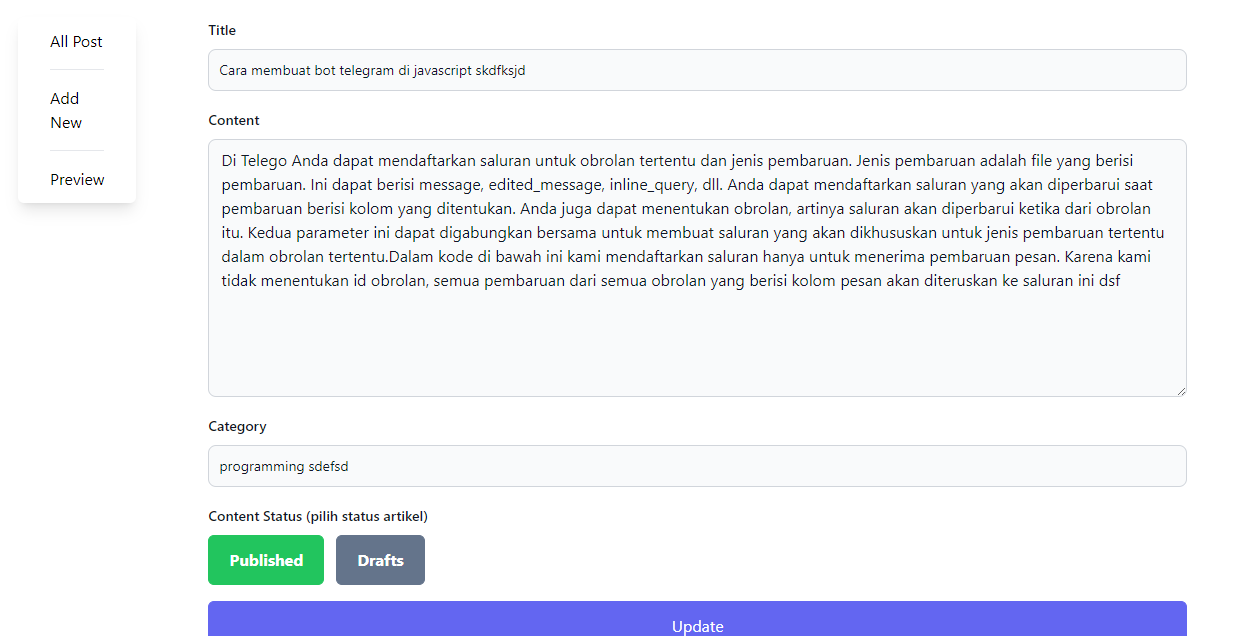 All Post
Add
New
Preview
Title
Cara membuat bot telegram di javascript skdfksjd
Content
Di Telego Anda dapat mendaftarkan saluran untuk obrolan tertentu dan jenis pembaruan. Jenis pembaruan adalah file yang berisi
pembaruan. Ini dapat berisi message, edited_message, inline_query, dll. Anda dapat mendaftarkan saluran yang akan diperbarui saat
pembaruan berisi kolom yang ditentukan. Anda juga dapat menentukan obrolan, artinya saluran akan diperbarui ketika dari obrolan
itu. Kedua parameter ini dapat digabungkan bersama untuk membuat saluran yang akan dikhususkan untuk jenis pembaruan tertentu
dalam obrolan tertentu.Dalam kode di bawah ini kami mendaftarkan saluran hanya untuk menerima pembaruan pesan. Karena kami
tidak menentukan id obrolan, semua pembaruan dari semua obrolan yang berisi kolom pesan akan diteruskan ke saluran ini dsf
Category
programming sdefsd
Content Status (pilih status artikel)
Published
Drafts
Update